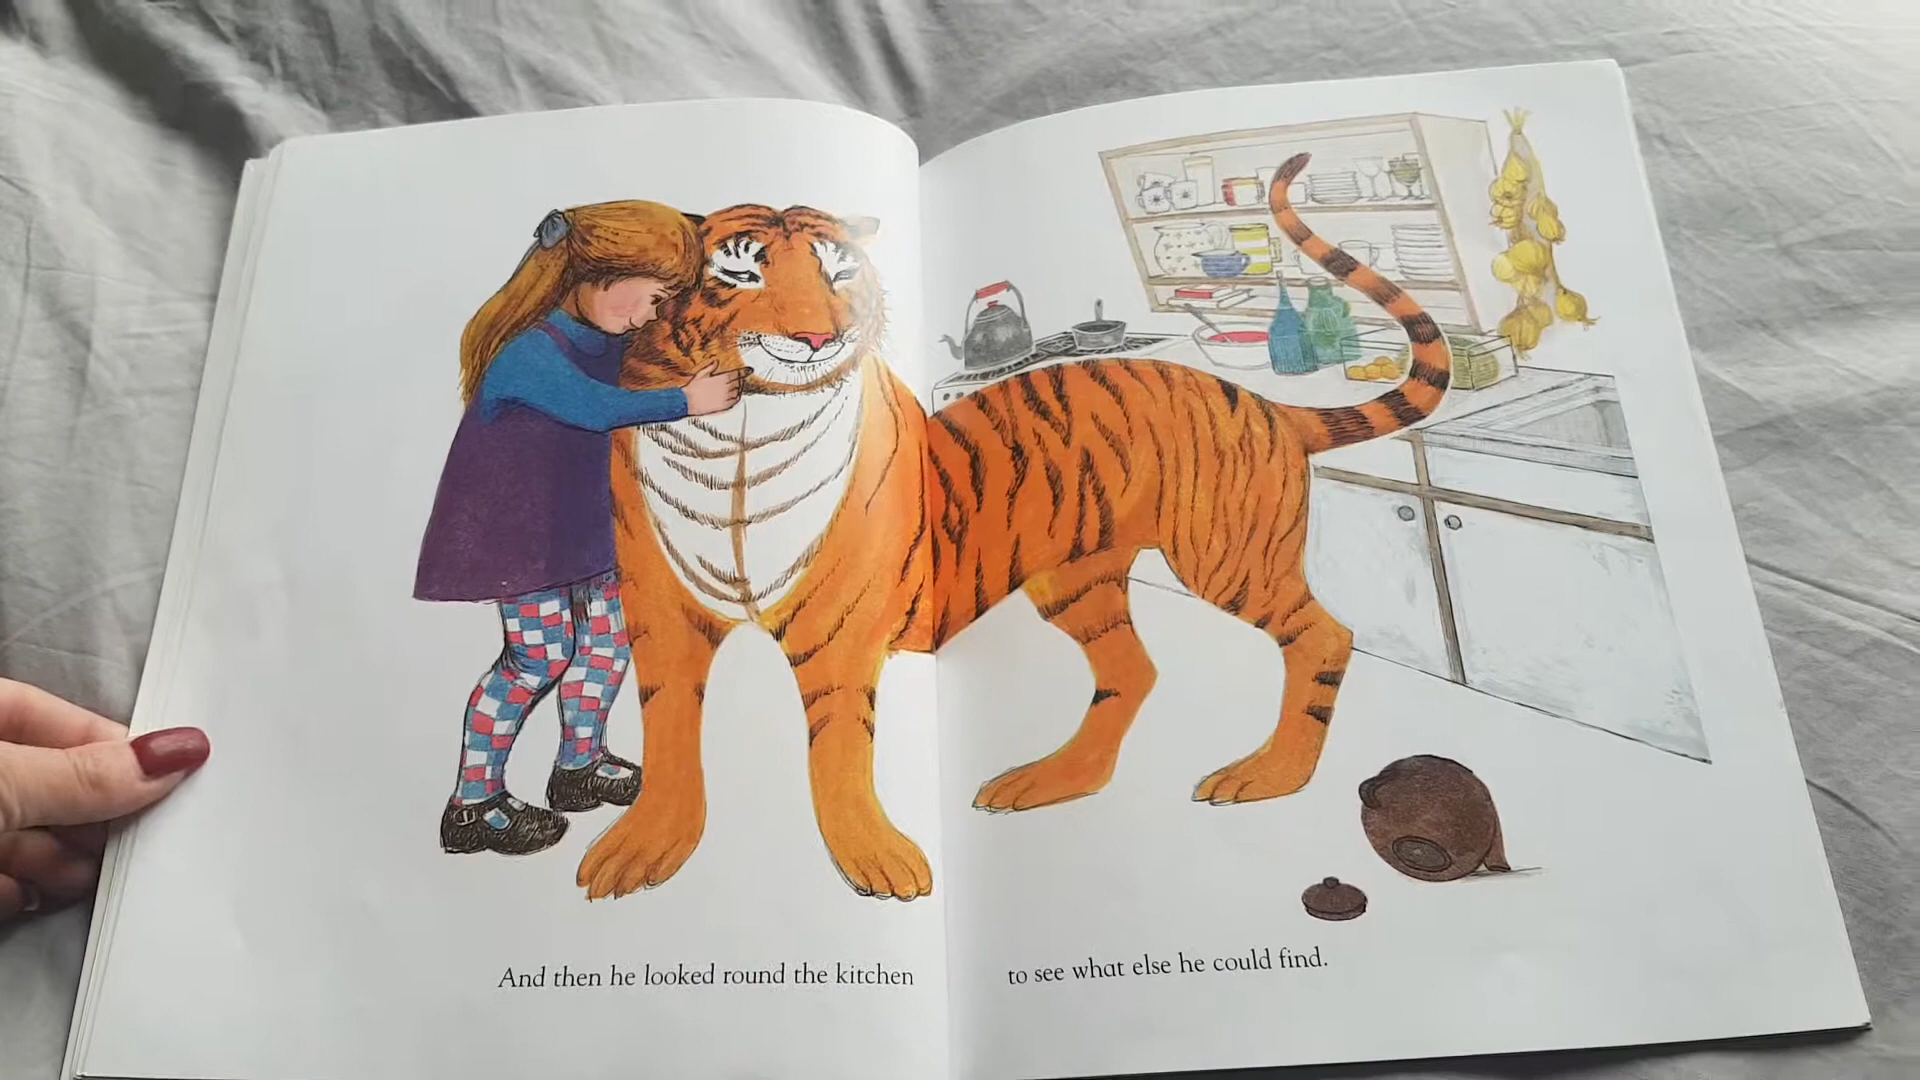 And then he looked round the kitchen
to see what else he could find.